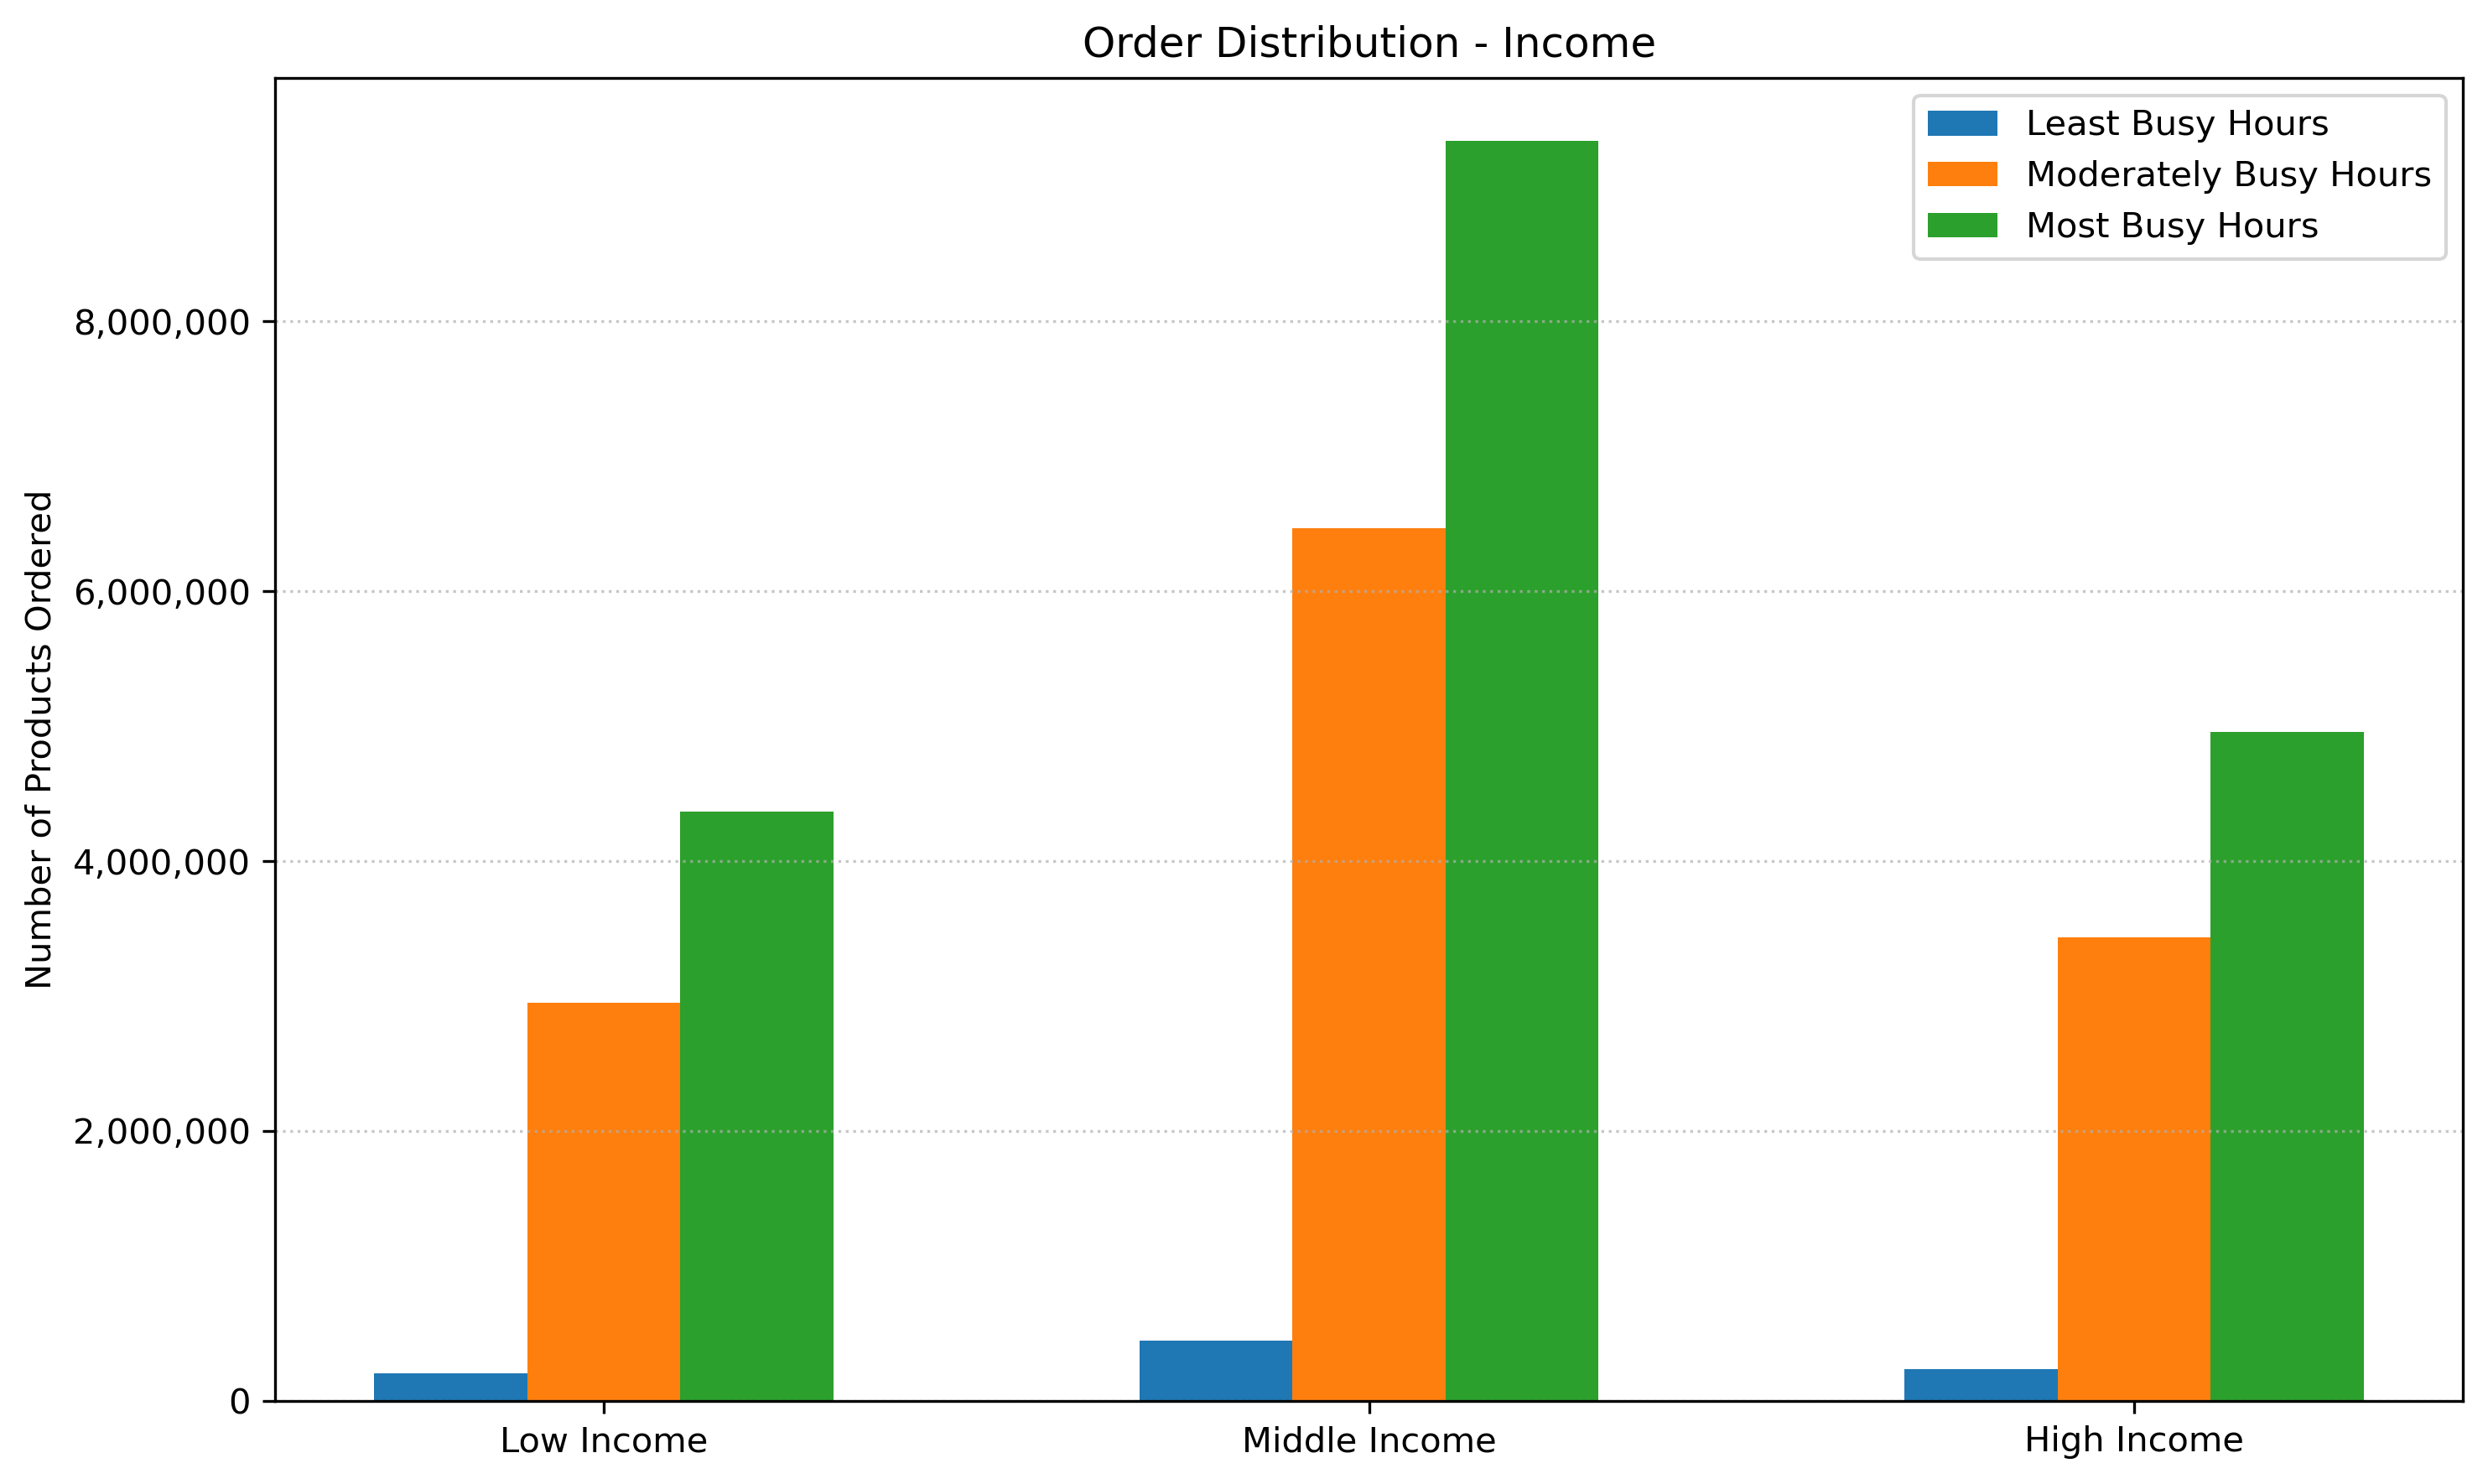 Order Distribution - Income
Least Busy Hours
Moderately Busy Hours
Most Busy Hours
Number of Products Ordered
8,000,000
6,000,000
4,000,000
2,000,000
0
Low Income
Middle Income
High Income